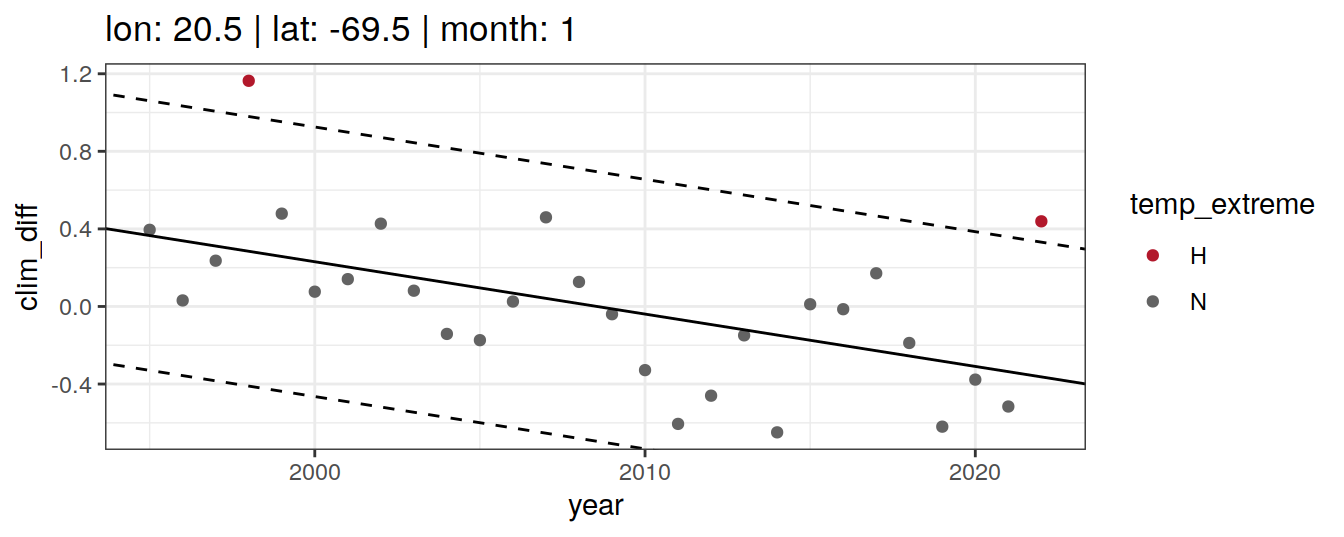 lon: 20.5 | lat: -69.5 | month: 1
1.2
0.8
0.4
0.0
-0.4
clim_diff
2000 2010 2020
year
temp_extreme
H
N